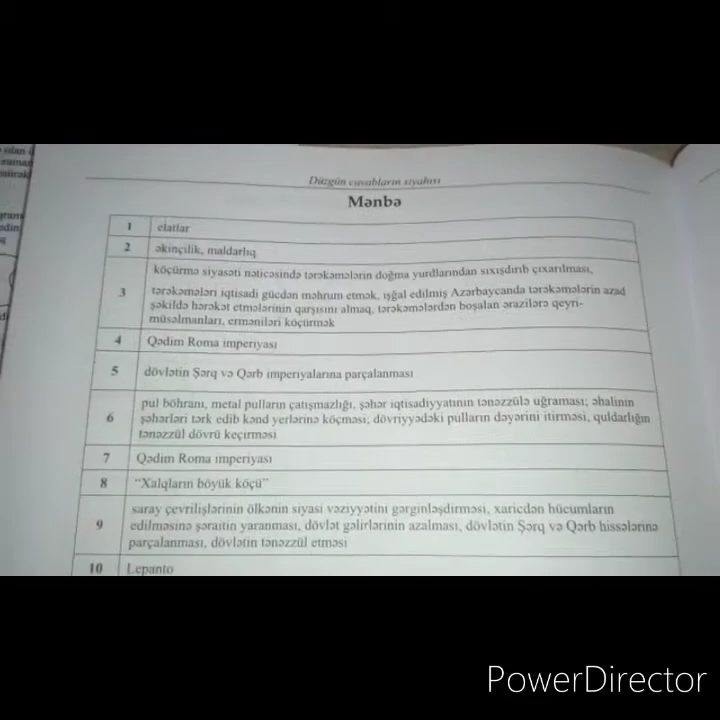 Düzgün cavabların siyahısı
Mənbə
1 elatlar
2 əkinçilik, maldarlıq
köçürmə siyasəti nəticəsində tərəkəmələrin doğma yurdlarından sıxışdırıb çıxarılması,
3 tərəkəmələri iqtisadi gücdən məhrum etmək, işğal edilmiş Azərbaycanda tərəkəmələrin azad
şəkildə hərəkət etmələrinin qarşısını almaq, tərəkəmələrdən boşalan ərazilərə qeyri-
müsəlmanları, erməniləri köçürmək
4 Qədim Roma imperiyası
5 dövlətin Şərq və Qərb imperiyalarına parçalanması
pul böhranı, metal pulların çatışmazlığı, şəhər iqtisadiyyatının tənəzzülə uğraması; əhalinin
6 şəhərləri tərk edib kənd yerlərinə köçməsi; dövriyyədəki pulların dəyərini itirməsi, quldarlığın
tənəzzül dövrü keçirməsi
7 Qədim Roma imperiyası
8 “Xalqların böyük köçü”
saray çevrilişlərinin ölkənin siyasi vəziyyətini gərginləşdirməsi, xaricdən hücumların
9 edilməsinə şəraitin yaranması, dövlət gəlirlərinin azalması, dövlətin Şərq və Qərb hissələrinə
parçalanması, dövlətin tənəzzül etməsi
10 Lepanto
PowerDirector